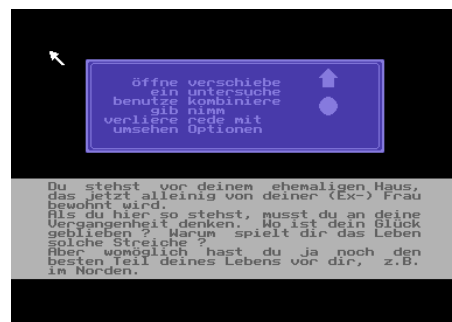 öffne verschiebe
ein untersuche
benutze kombiniere
gib nimm
verliere rede mit
umsehen Optionen
Du stehst vor deinem ehemaligen Haus,
das jetzt alleinig von deiner (Ex-) Frau
bewohnt wird.
Als du hier so stehst, musst du an deine
Vergangenheit denken. Wo ist dein Glück
geblieben ? Warum spielt dir das Leben
solche Streiche ?
Aber womöglich hast du ja noch den
besten Teil deines Lebens vor dir, z.B.
im Norden.